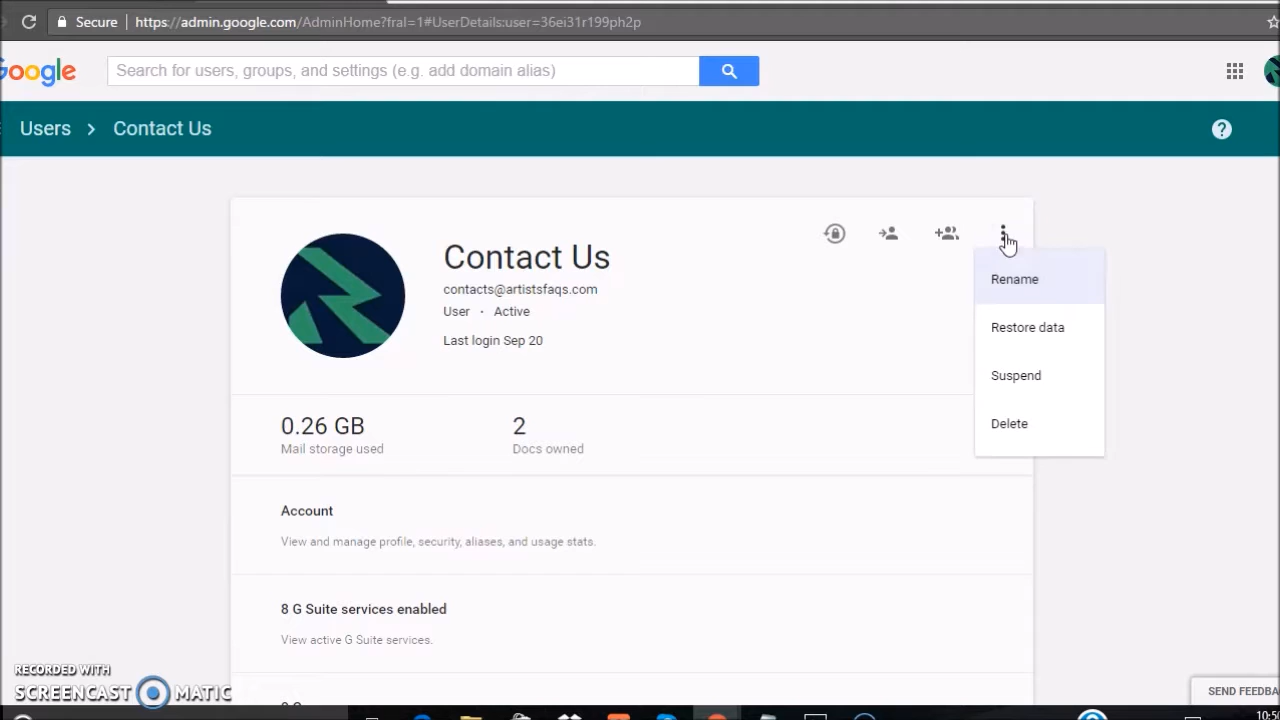 Secure | https://admin.google.com/AdminHome?fral=1#UserDetails:user=36ei31r199ph2p
Google
Search for users, groups, and settings (e.g. add domain alias)
Users > Contact Us
?
Contact Us
contacts@artistsfaqs.com
User · Active
Last login Sep 20
Rename
Restore data
Suspend
Delete
0.26 GB
Mail storage used
2
Docs owned
Account
View and manage profile, security, aliases, and usage stats.
8 G Suite services enabled
View active G Suite services.
RECORDED WITH
SCREENCAST MATIC
SEND FEEDBA